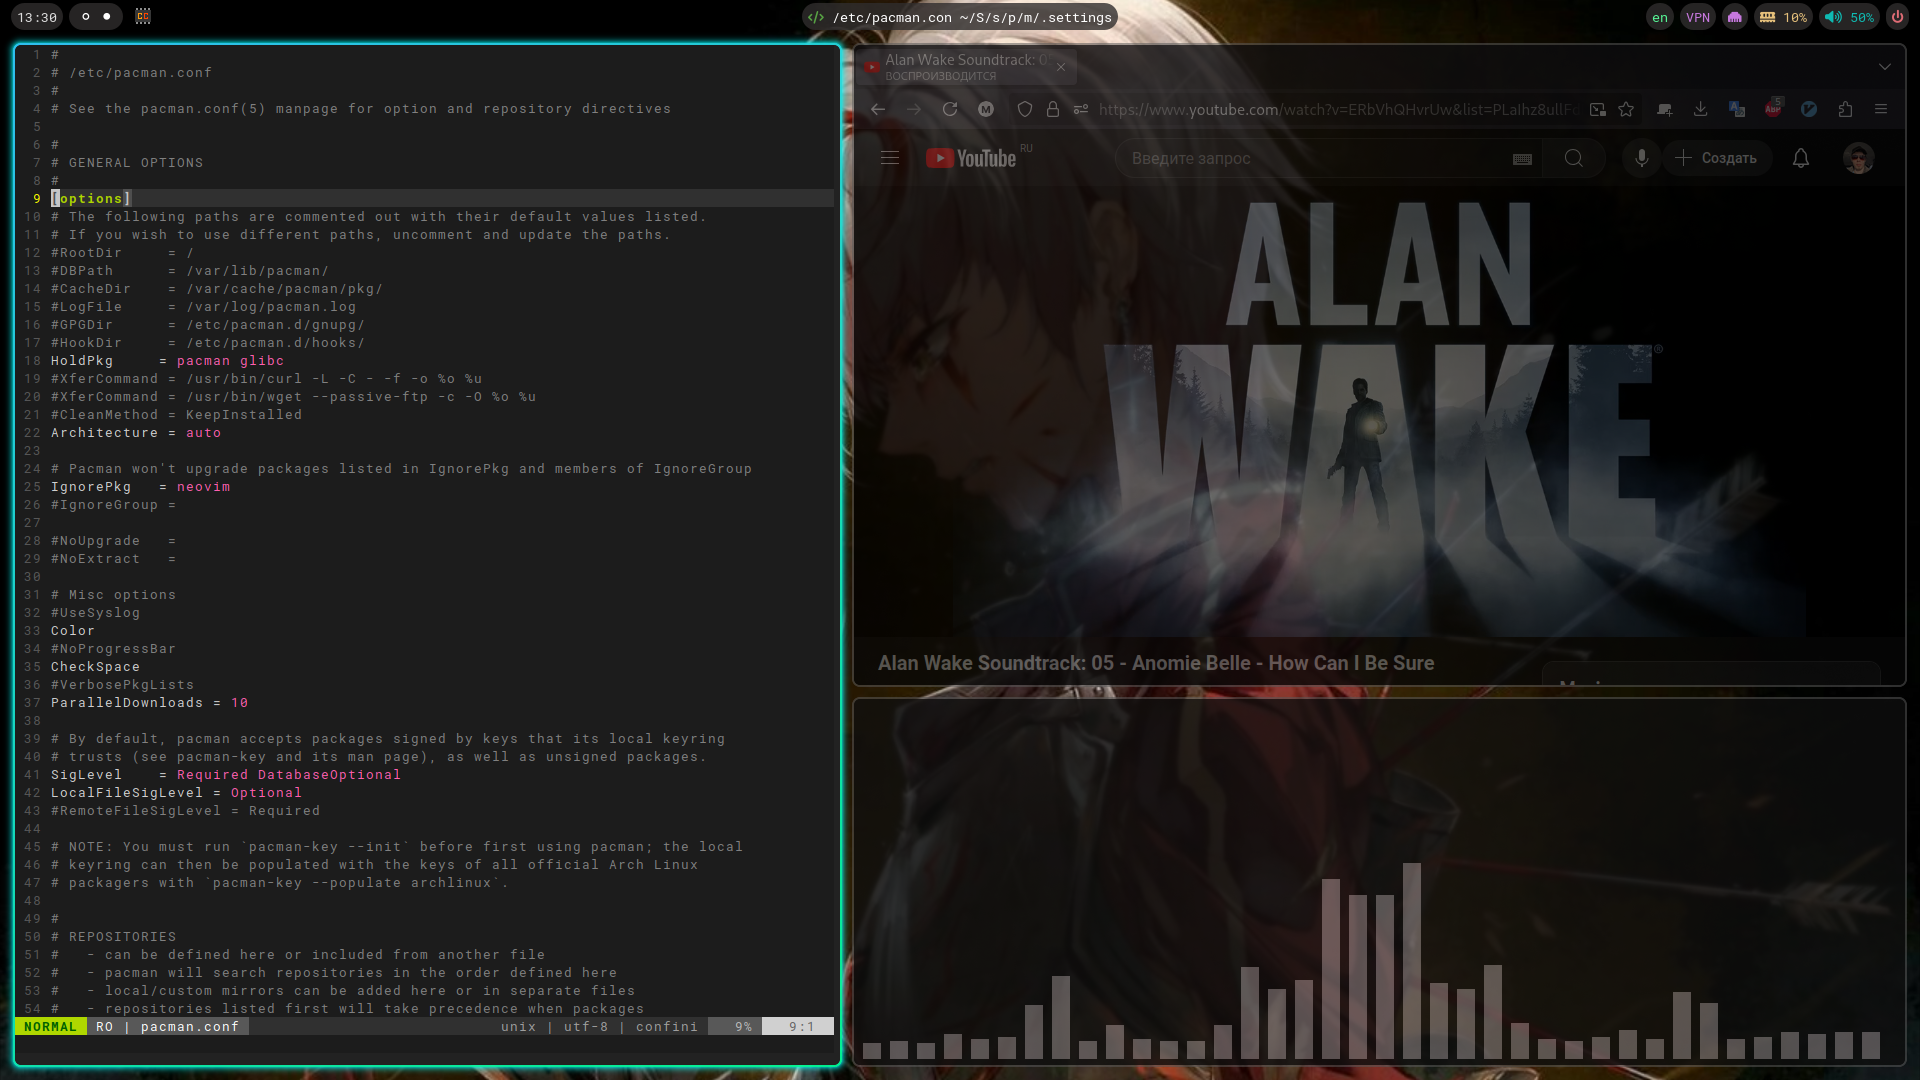 13:30
/etc/pacman.con ~/S/s/p/m/.settings
en
VPN
10%
50%
1 #
2 # /etc/pacman.conf
3 #
4 # See the pacman.conf(5) manpage for option and repository directives
5
6 #
7 # GENERAL OPTIONS
8 #
9 [options]
10 # The following paths are commented out with their default values listed.
11 # If you wish to use different paths, uncomment and update the paths.
12 #RootDir     = /
13 #DBPath      = /var/lib/pacman/
14 #CacheDir    = /var/cache/pacman/pkg/
15 #LogFile     = /var/log/pacman.log
16 #GPGDir      = /etc/pacman.d/gnupg/
17 #HookDir     = /etc/pacman.d/hooks/
18 HoldPkg     = pacman glibc
19 #XferCommand = /usr/bin/curl -L -C - -f -o %o %u
20 #XferCommand = /usr/bin/wget --passive-ftp -c -O %o %u
21 #CleanMethod = KeepInstalled
22 Architecture = auto
23
24 # Pacman won't upgrade packages listed in IgnorePkg and members of IgnoreGroup
25 IgnorePkg   = neovim
26 #IgnoreGroup =
27
28 #NoUpgrade   =
29 #NoExtract   =
30
31 # Misc options
32 #UseSyslog
33 Color
34 #NoProgressBar
35 CheckSpace
36 #VerbosePkgLists
37 ParallelDownloads = 10
38
39 # By default, pacman accepts packages signed by keys that its local keyring
40 # trusts (see pacman-key and its man page), as well as unsigned packages.
41 SigLevel    = Required DatabaseOptional
42 LocalFileSigLevel = Optional
43 #RemoteFileSigLevel = Required
44
45 # NOTE: You must run `pacman-key --init` before first using pacman; the local
46 # keyring can then be populated with the keys of all official Arch Linux
47 # packagers with `pacman-key --populate archlinux`.
48
49 #
50 # REPOSITORIES
51 #   - can be defined here or included from another file
52 #   - pacman will search repositories in the order defined here
53 #   - local/custom mirrors can be added here or in separate files
54 #   - repositories listed first will take precedence when packages
NORMAL RO | pacman.conf unix | utf-8 | confini 9% 9:1
Alan Wake Soundtrack: 0
ВОСПРОИЗВОДИТСЯ
https://www.youtube.com/watch?v=ERbVhQHvrUw&list=
YouTube RU
Введите запрос
Создать
ALAN
WAKE
®
Alan Wake Soundtrack: 05 - Anomie Belle - How Can I Be Sure